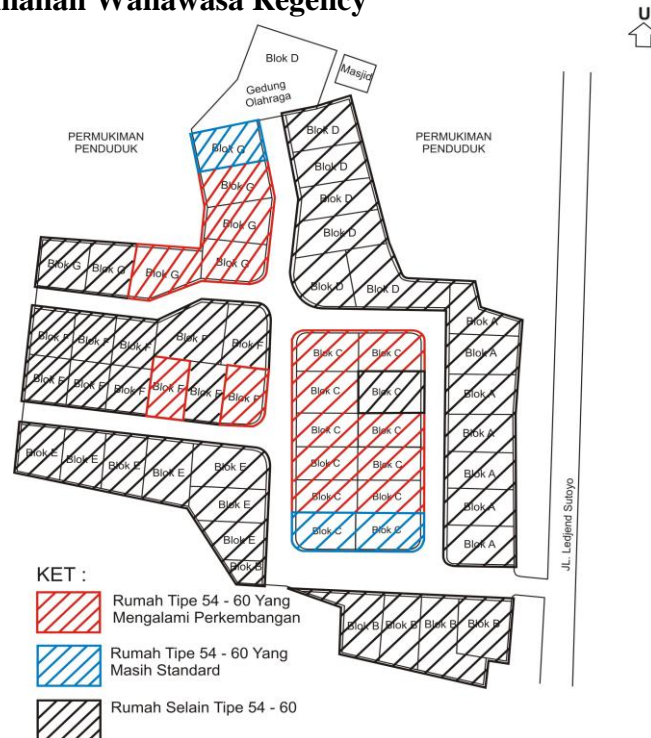 manan Wanawasa Regency
U
Blok D
Masjid
Gedung
Olahraga
PERMUKIMAN
PENDUDUK
PERMUKIMAN
PENDUDUK
Blok G
Blok D
Blok D
Blok G
Blok D
Blok G
Blok D
Blok G Blok G Blok G Blok G
Blok D Blok D
Blok A
Blok F Blok F Blok F Blok F Blok F
Blok C Blok C
Blok A
Blok F Blok F Blok F Blok F Blok F Blok F
Blok C Blok C
Blok A
Blok C Blok C
Blok A
Blok E Blok E Blok E Blok E Blok E
Blok C Blok C
Blok A
Blok E
Blok C Blok C
Blok A
Blok E
Blok C Blok C
Blok A
Blok B
JL. Ledjend Sutoyo
Blok B Blok B Blok B Blok B
KET :
Rumah Tipe 54 - 60 Yang
Mengalami Perkembangan
Rumah Tipe 54 - 60 Yang
Masih Standard
Rumah Selain Tipe 54 - 60